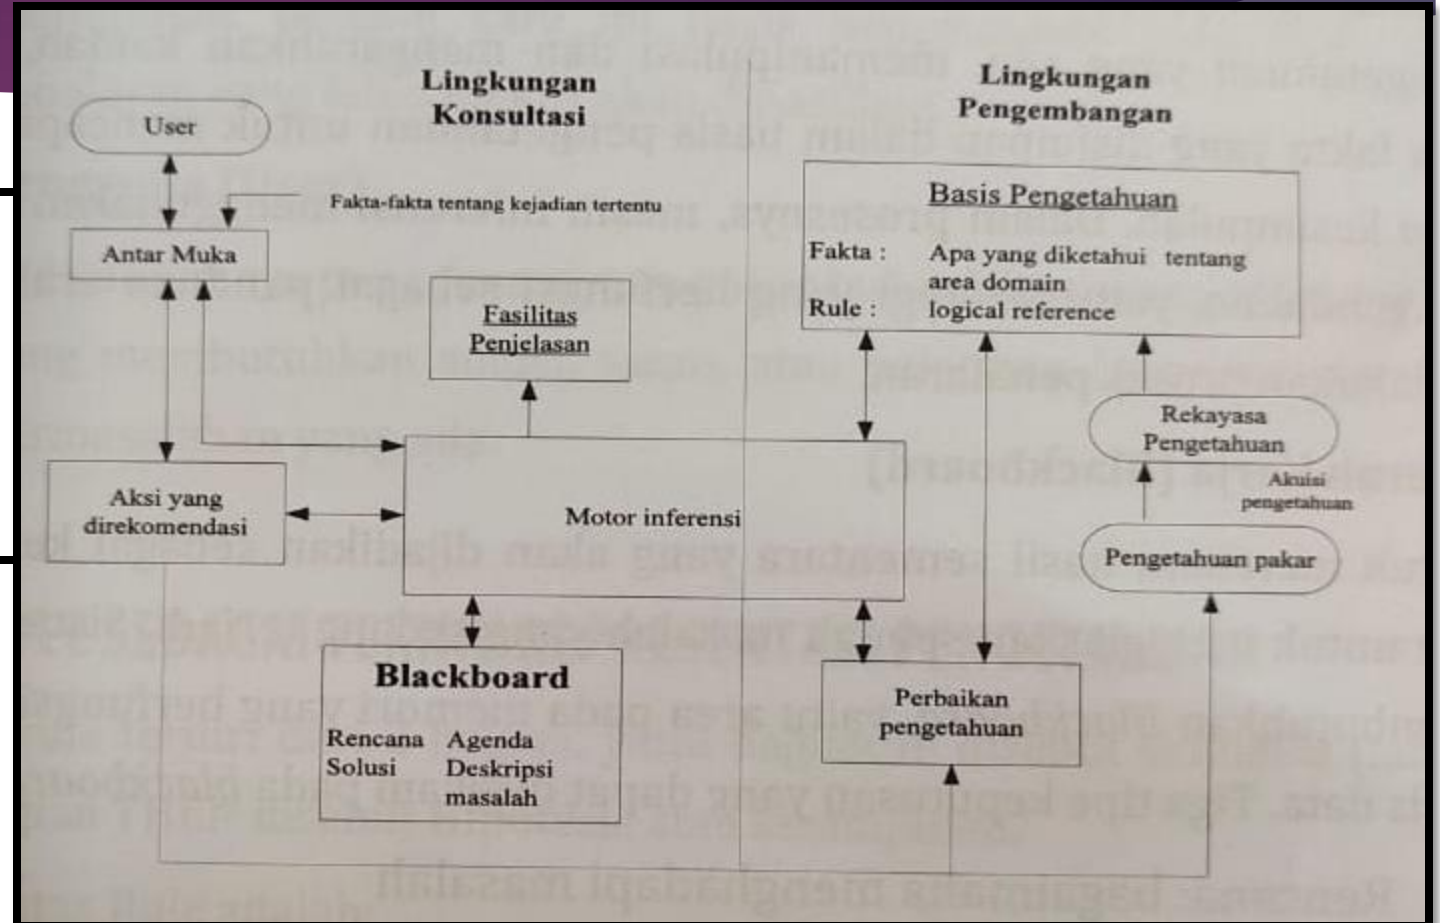 Lingkungan
Konsultasi
Lingkungan
Pengembangan
User
Fakta-fakta tentang kejadian tertentu
Antar Muka
Basis Pengetahuan
Fakta : Apa yang diketahui tentang
area domain
Rule : logical reference
Fasilitas
Penjelasan
Rekayasa
Pengetahuan
Akuisi
pengetahuan
Aksi yang
direkomendasi
Motor inferensi
Pengetahuan pakar
Blackboard
Rencana Agenda
Solusi Deskripsi
masalah
Perbaikan
pengetahuan